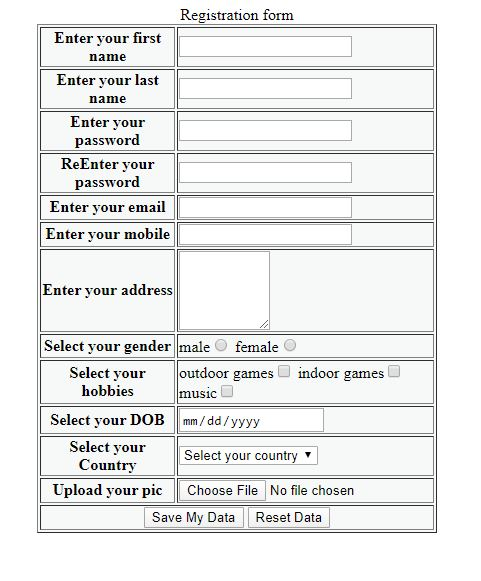 Registration form
Enter your first
name
Enter your last
name
Enter your
password
ReEnter your
password
Enter your email
Enter your mobile
Enter your address
Select your gender male female
Select your
hobbies
outdoor games indoor games
music
Select your DOB mm/dd/yyyy
Select your
Country
Select your country
Upload your pic Choose File No file chosen
Save My Data Reset Data